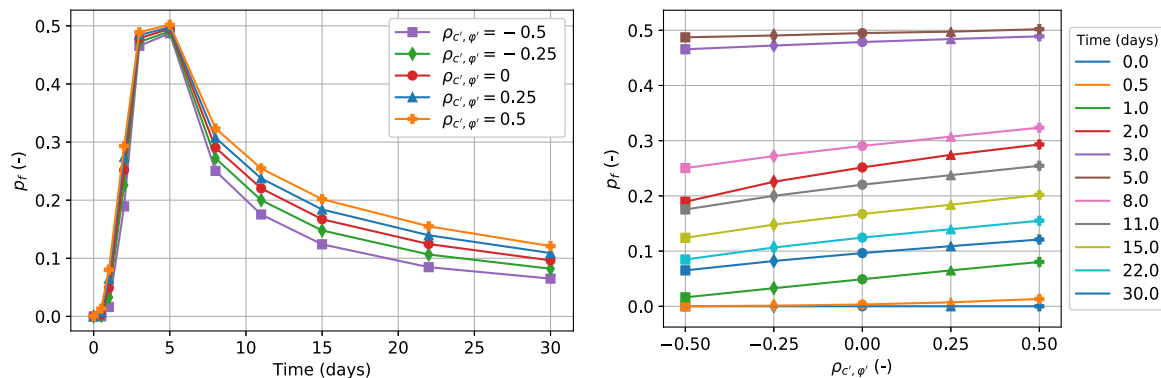 0.5
0.4
0.3
0.2
0.1
0.0
p_f (-)
0 5 10 15 20 25 30
Time (days)
ρ_{c′, φ′} = − 0.5
ρ_{c′, φ′} = − 0.25
ρ_{c′, φ′} = 0
ρ_{c′, φ′} = 0.25
ρ_{c′, φ′} = 0.5
0.5
0.4
0.3
0.2
0.1
0.0
p_f (-)
−0.50 −0.25 0.00 0.25 0.50
ρ_{c′, φ′} (-)
Time (days)
0.0
0.5
1.0
2.0
3.0
5.0
8.0
11.0
15.0
22.0
30.0